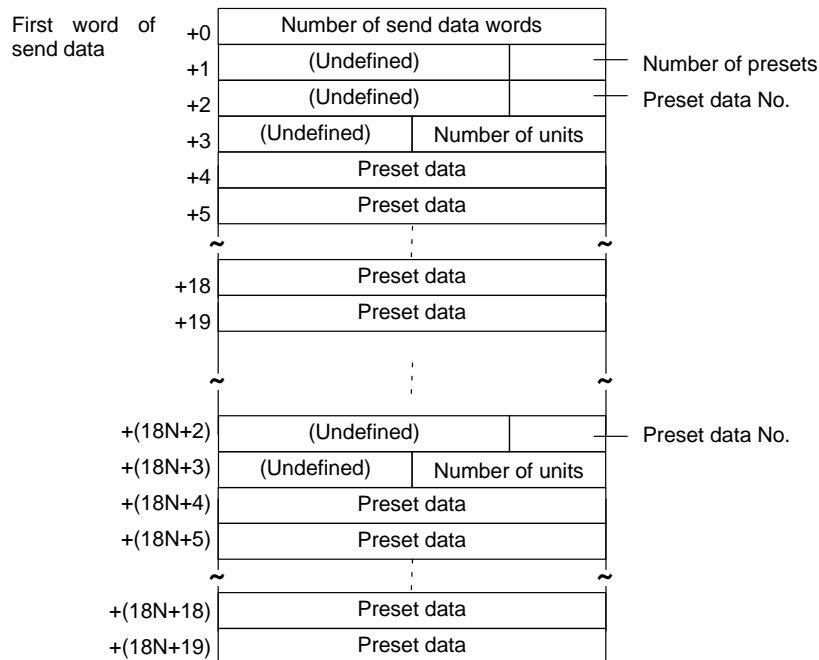 First word of
send data
+0 Number of send data words
+1 (Undefined) Number of presets
+2 (Undefined) Preset data No.
+3 (Undefined) Number of units
+4 Preset data
+5 Preset data
~ ~
+18 Preset data
+19 Preset data
~ ~
+(18N+2) (Undefined) Preset data No.
+(18N+3) (Undefined) Number of units
+(18N+4) Preset data
+(18N+5) Preset data
~ ~
+(18N+18) Preset data
+(18N+19) Preset data